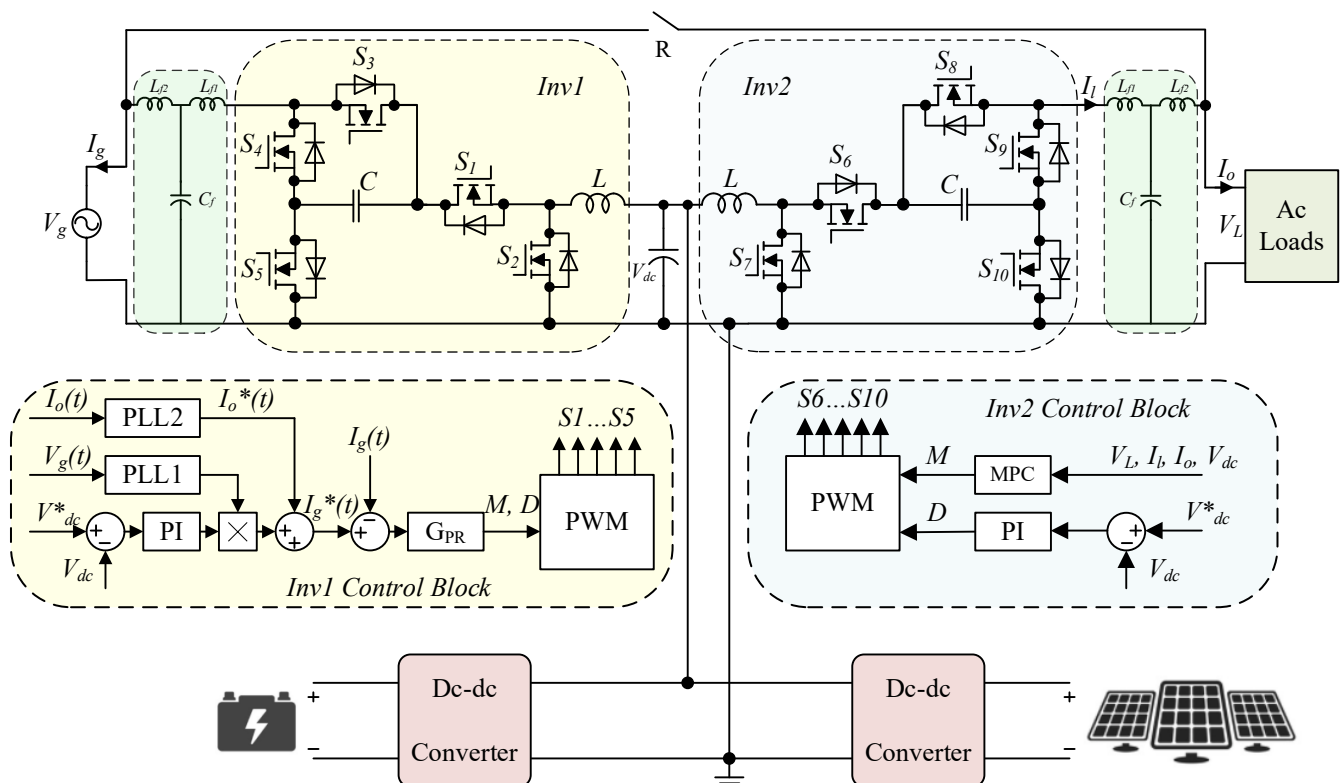 R
S3
Inv1
Inv2
S8
Lf2
Lf1
Il
Lf1
Lf2
Ig
S4
S1
S6
S9
Io
Cf
C
L
L
C
Cf
Vg
VL
Ac
Loads
S5
S2
Vdc
S7
S10
Io(t)
PLL2
Io*(t)
Ig(t)
S1...S5
Vg(t)
PLL1
V*dc
+
−
PI
×
+
+
Ig*(t)
−
+
GPR
M, D
PWM
Vdc
Inv1 Control Block
S6...S10
Inv2 Control Block
PWM
M
MPC
VL, Il, Io, Vdc
D
PI
+
−
V*dc
Vdc
+
Dc-dc
Converter
−
Dc-dc
Converter
+
−